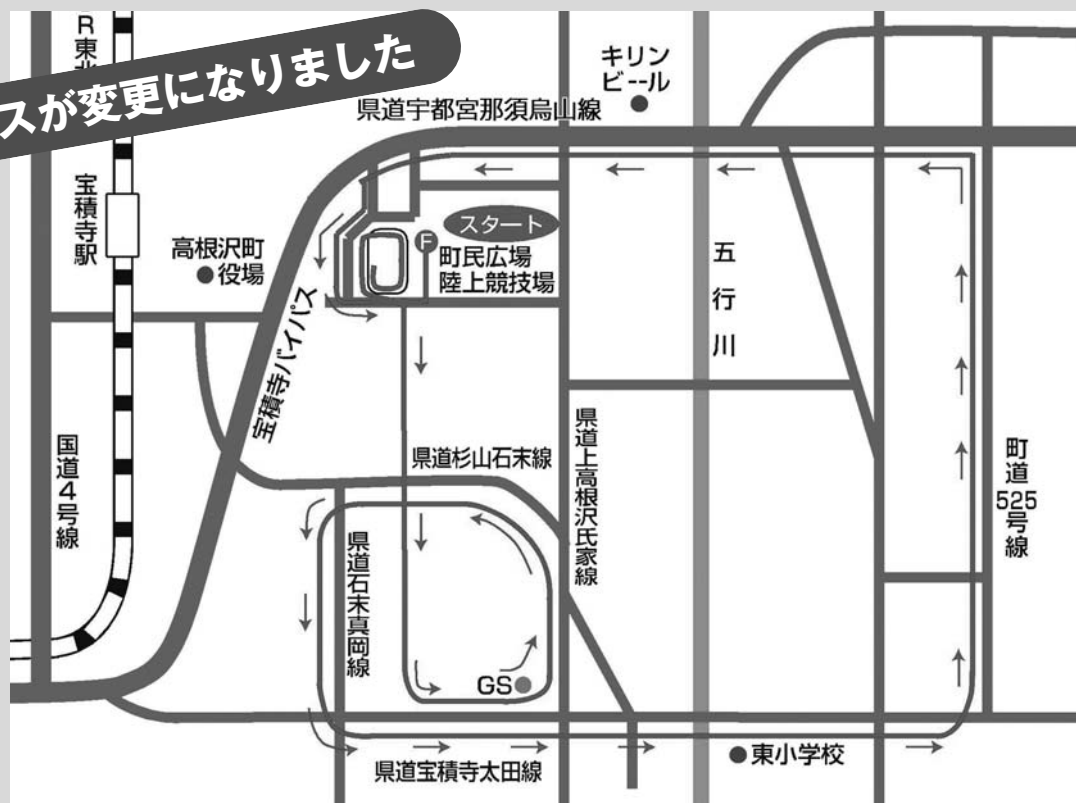 R東北
スが変更になりました
キリン
ビール
県道宇都宮那須烏山線
宝積寺駅
高根沢町
役場
スタート
F
町民広場
陸上競技場
五行川
宝積寺バイパス
国道4号線
県道杉山石末線
県道上高根沢氏家線
町道
525
号線
県道石末真岡線
GS
東小学校
県道宝積寺太田線